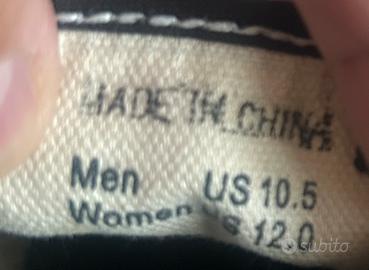 MADE IN CHINA
Men US 10.5
Women US 12.0
subito